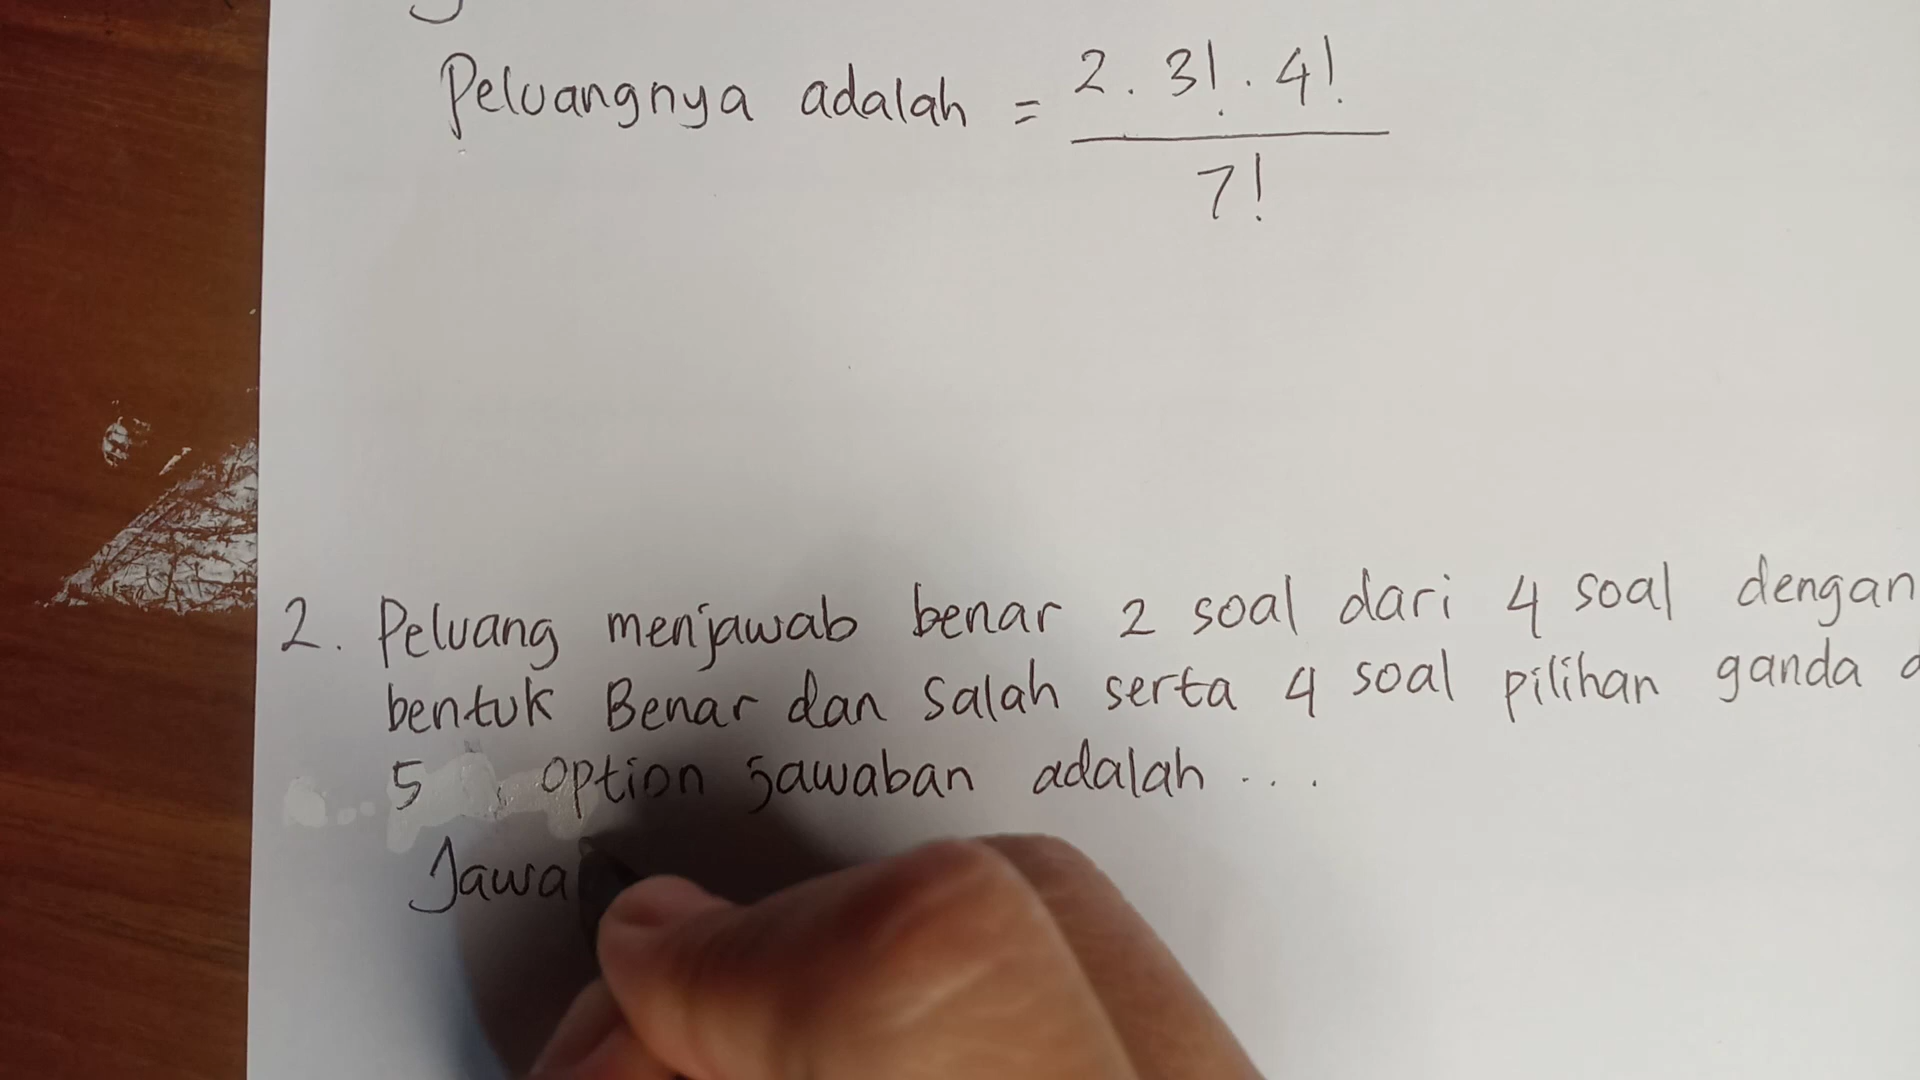 Peluangnya adalah = 2 . 3! . 4!
7!
2. Peluang menjawab benar 2 soal dari 4 soal dengan
bentuk Benar dan Salah serta 4 soal pilihan ganda
5 option jawaban adalah ...
Jawa